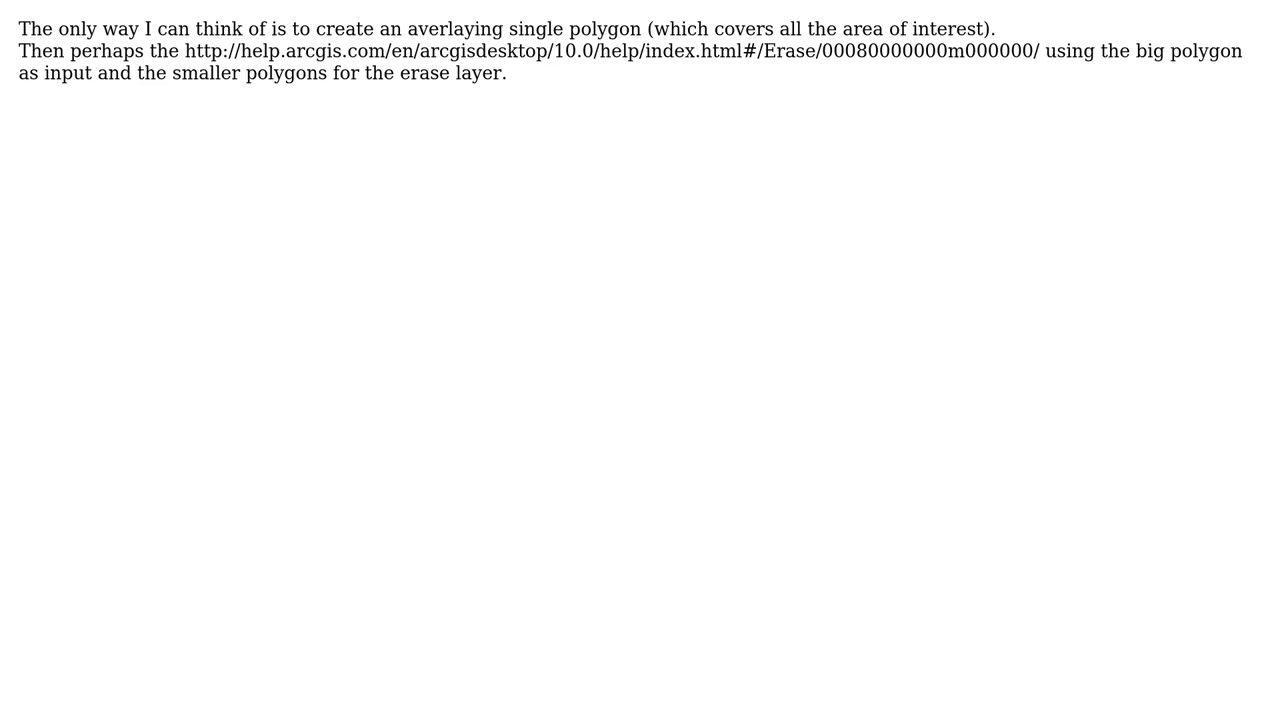 The only way I can think of is to create an averlaying single polygon (which covers all the area of interest).
Then perhaps the http://help.arcgis.com/en/arcgisdesktop/10.0/help/index.html#/Erase/00080000000m000000/ using the big polygon
as input and the smaller polygons for the erase layer.